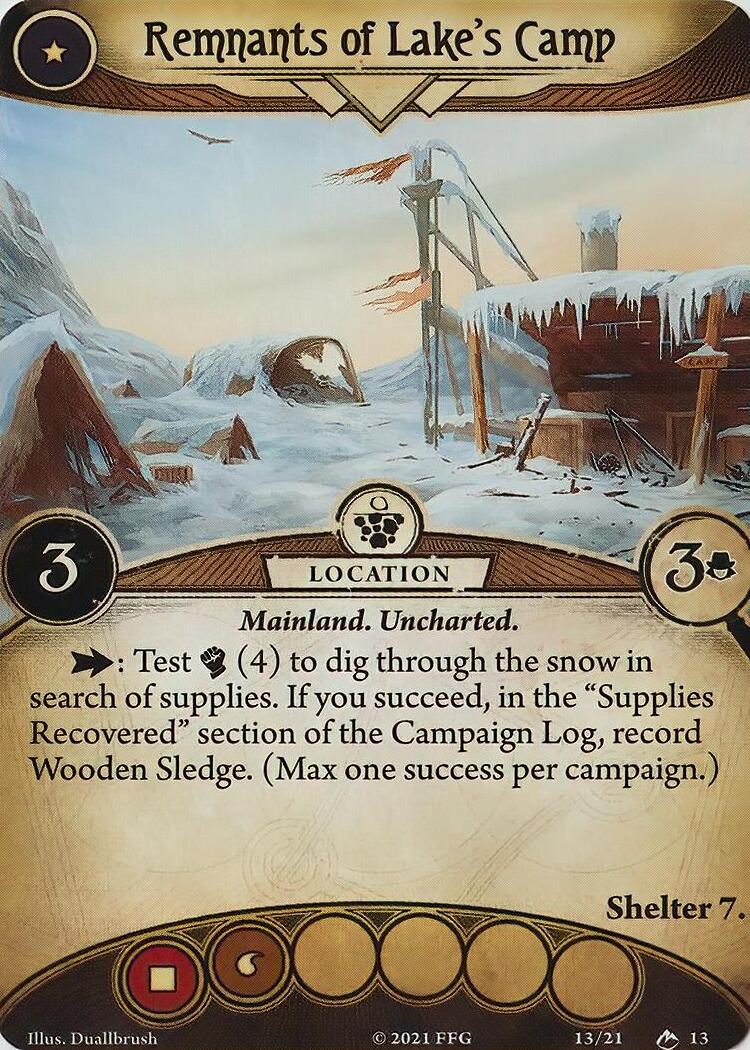 Remnants of Lake's Camp
3
3
LOCATION
Mainland. Uncharted.
: Test (4) to dig through the snow in
search of supplies. If you succeed, in the “Supplies
Recovered” section of the Campaign Log, record
Wooden Sledge. (Max one success per campaign.)
Shelter 7.
Illus. Duallbrush
© 2021 FFG
13/21
13